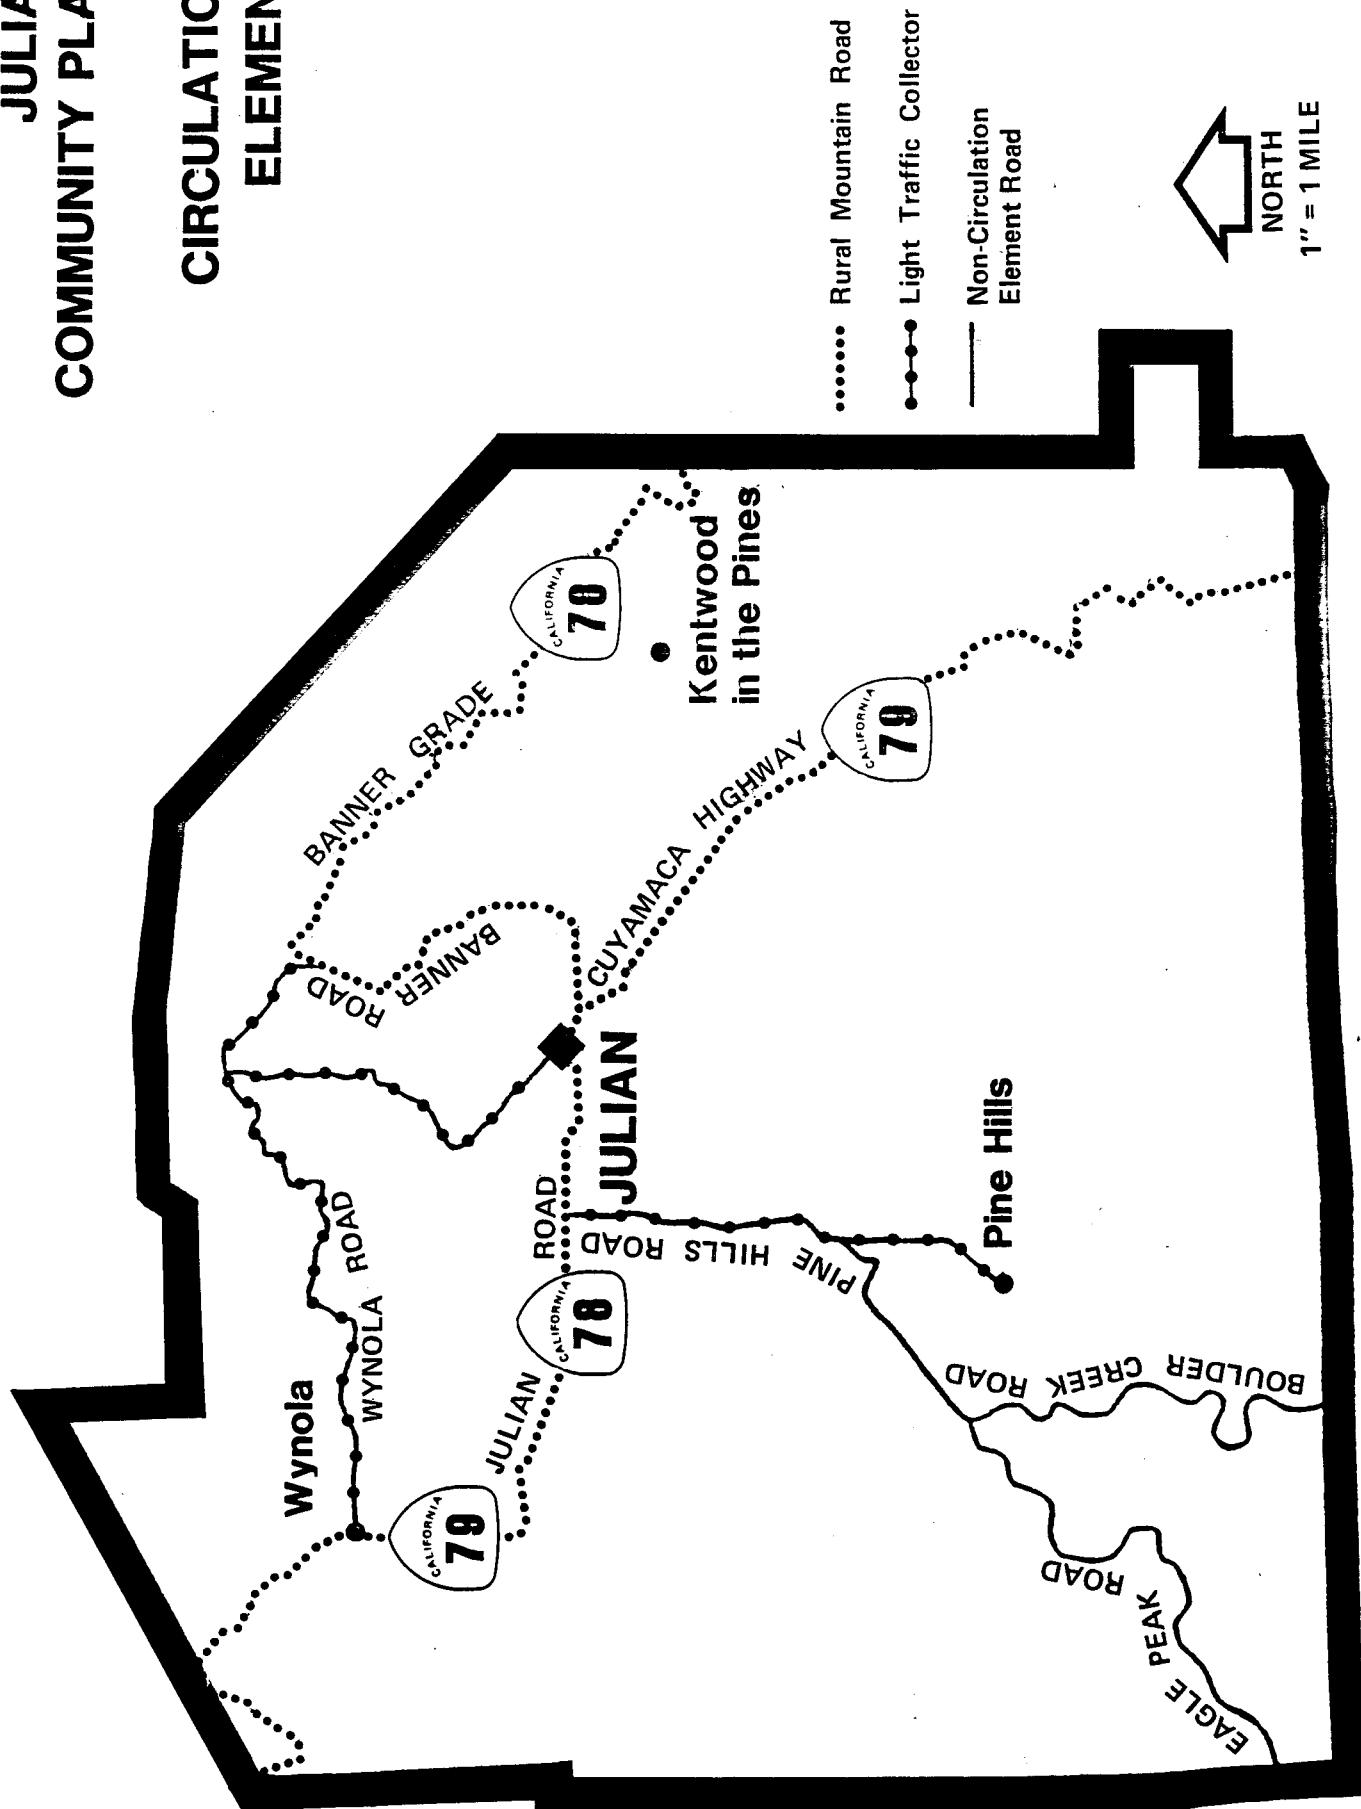 JULIA
COMMUNITY PLA
CIRCULATIO
ELEMEN
Rural Mountain Road
Light Traffic Collector
Non-Circulation
Element Road
NORTH
1" = 1 MILE
Wynola
WYNOLA ROAD
BANNER ROAD
BANNER GRADE
CALIFORNIA
78
Kentwood
in the Pines
CALIFORNIA
79
JULIAN ROAD
CALIFORNIA
78
JULIAN
CUYAMACA HIGHWAY
CALIFORNIA
79
PINE HILLS ROAD
Pine Hills
BOULDER CREEK ROAD
EAGLE PEAK ROAD